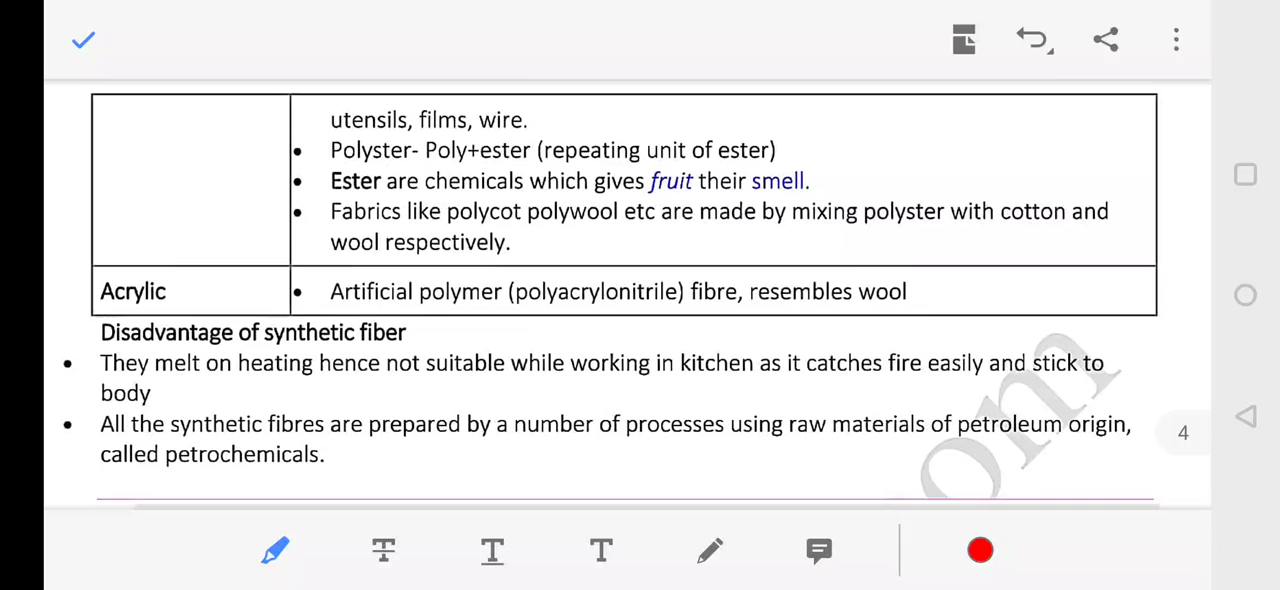 utensils, films, wire.
• Polyster- Poly+ester (repeating unit of ester)
• Ester are chemicals which gives fruit their smell.
• Fabrics like polycot polywool etc are made by mixing polyster with cotton and
wool respectively.
Acrylic • Artificial polymer (polyacrylonitrile) fibre, resembles wool
Disadvantage of synthetic fiber
• They melt on heating hence not suitable while working in kitchen as it catches fire easily and stick to
body
• All the synthetic fibres are prepared by a number of processes using raw materials of petroleum origin,
called petrochemicals.
4
om
T
T
T